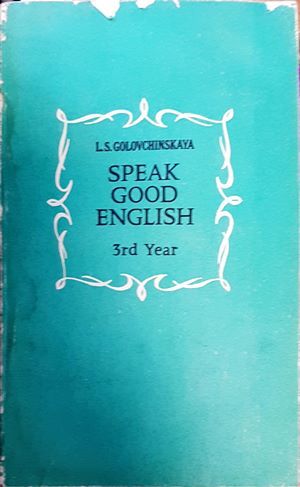 L. S. GOLOVCHINSKAYA
SPEAK
GOOD
ENGLISH
3rd Year